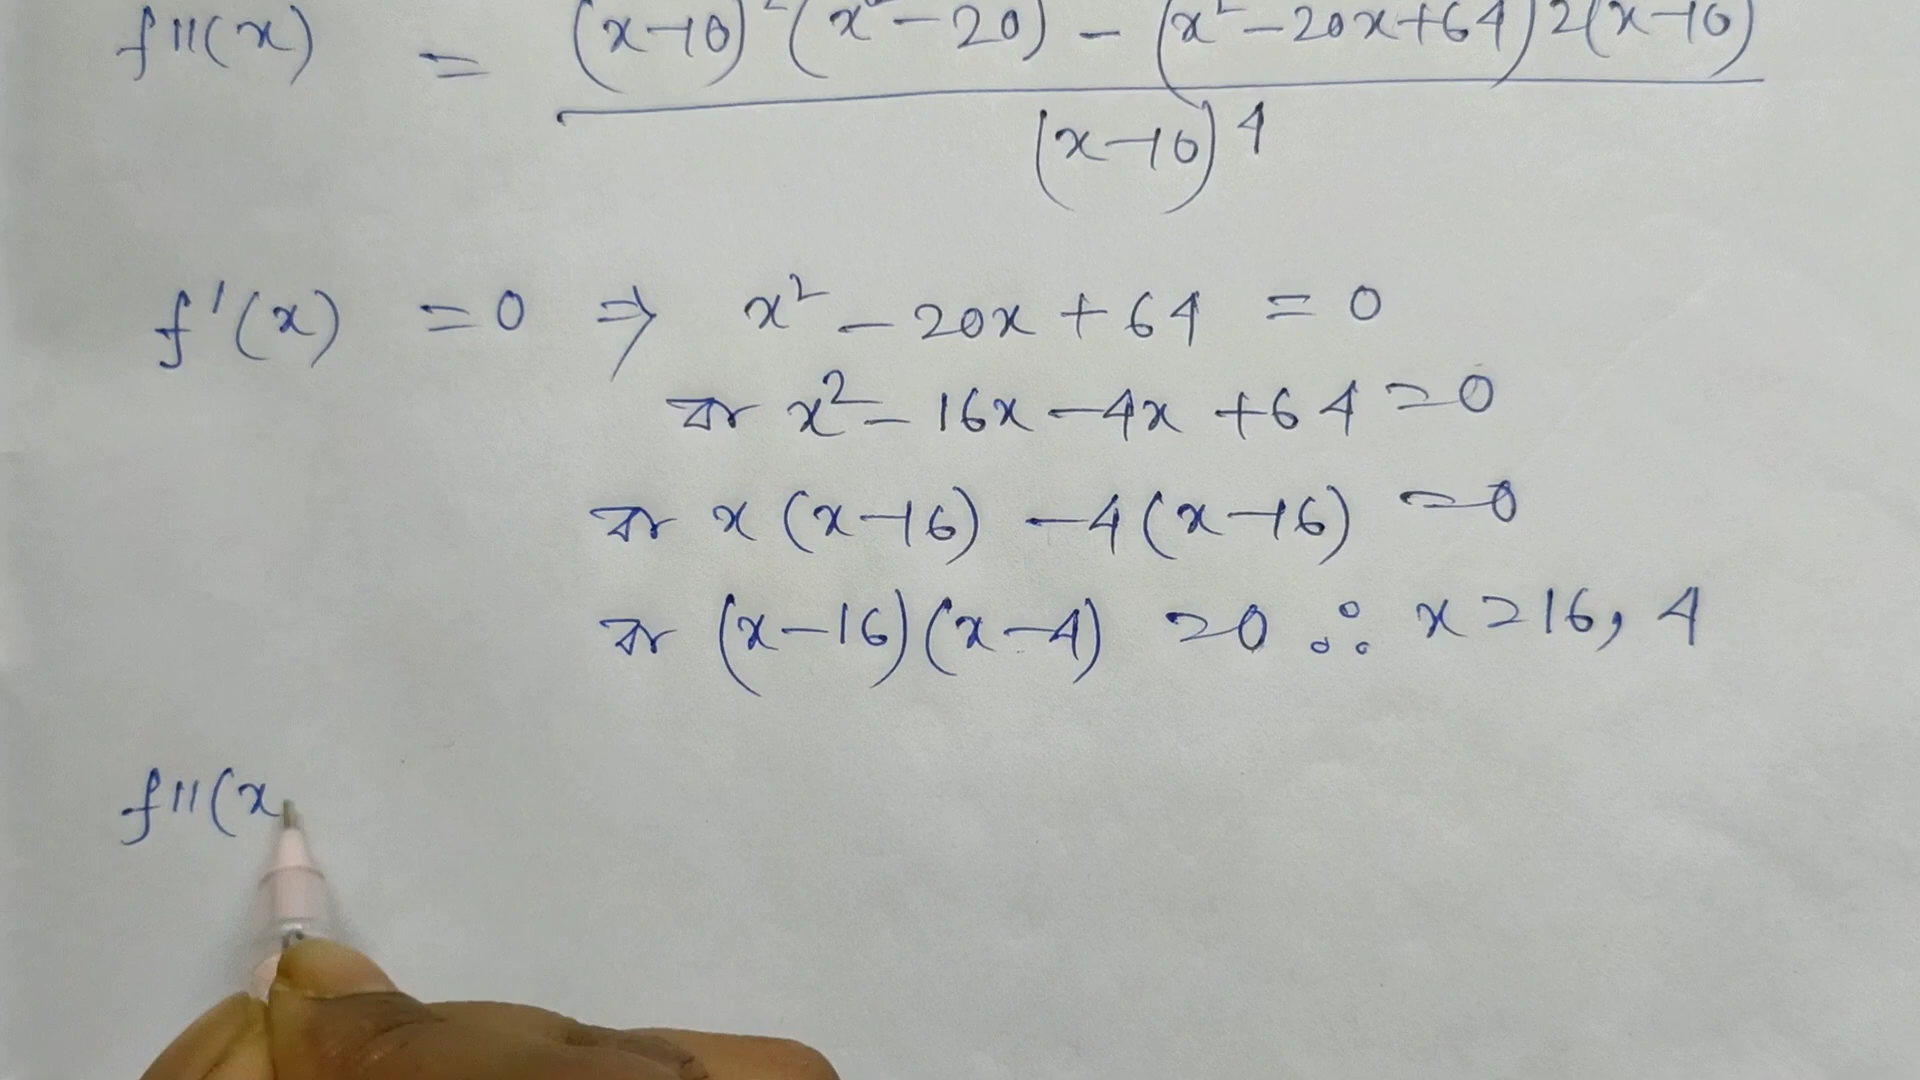 f''(x) = (x-10)²(x²-20) - (x²-20x+64)2(x-10)
(x-10)4
f'(x) = 0 ⇒ x² - 20x + 64 = 0
বা x² - 16x - 4x + 64 = 0
বা x(x-16) - 4(x-16) = 0
বা (x-16)(x-4) = 0 ∴ x = 16, 4
f''(x